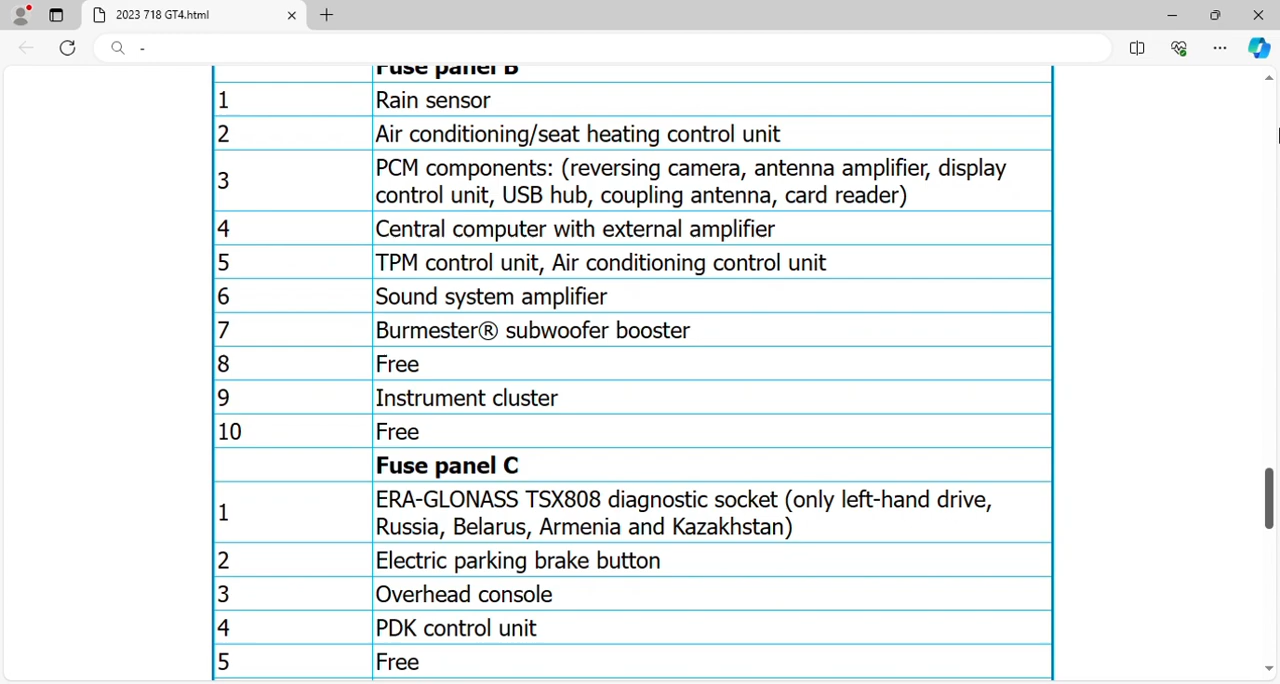 2023 718 GT4.html
-
Fuse panel B
1 Rain sensor
2 Air conditioning/seat heating control unit
3 PCM components: (reversing camera, antenna amplifier, display
control unit, USB hub, coupling antenna, card reader)
4 Central computer with external amplifier
5 TPM control unit, Air conditioning control unit
6 Sound system amplifier
7 Burmester® subwoofer booster
8 Free
9 Instrument cluster
10 Free
Fuse panel C
1 ERA-GLONASS TSX808 diagnostic socket (only left-hand drive,
Russia, Belarus, Armenia and Kazakhstan)
2 Electric parking brake button
3 Overhead console
4 PDK control unit
5 Free